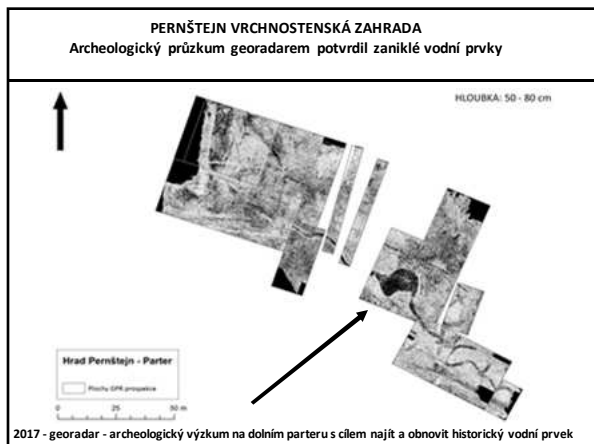 PERNŠTEJN VRCHNOSTENSKÁ ZAHRADA
Archeologický průzkum georadarem potvrdil zaniklé vodní prvky
HLOUBKA: 50 - 80 cm
Hrad Pernštejn - Parter
Plochy GPR prospekce
0 25 50 m
2017 - georadar - archeologický výzkum na dolním parteru s cílem najít a obnovit historický vodní prvek